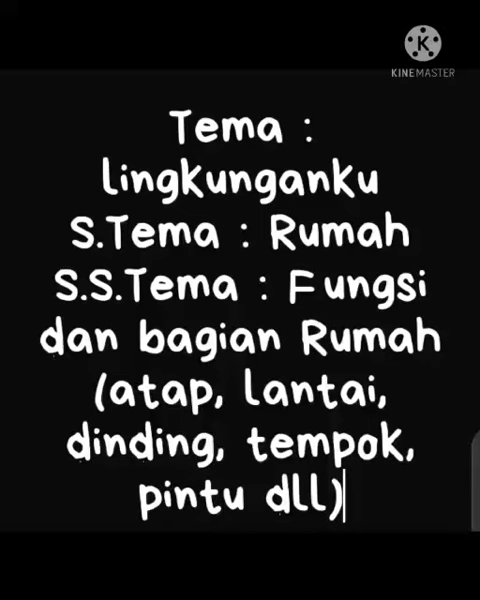 KINEMASTER
Tema :
lingkunganku
S.Tema : Rumah
S.S.Tema : Fungsi
dan bagian Rumah
(atap, lantai,
dinding, tempok,
pintu dll)